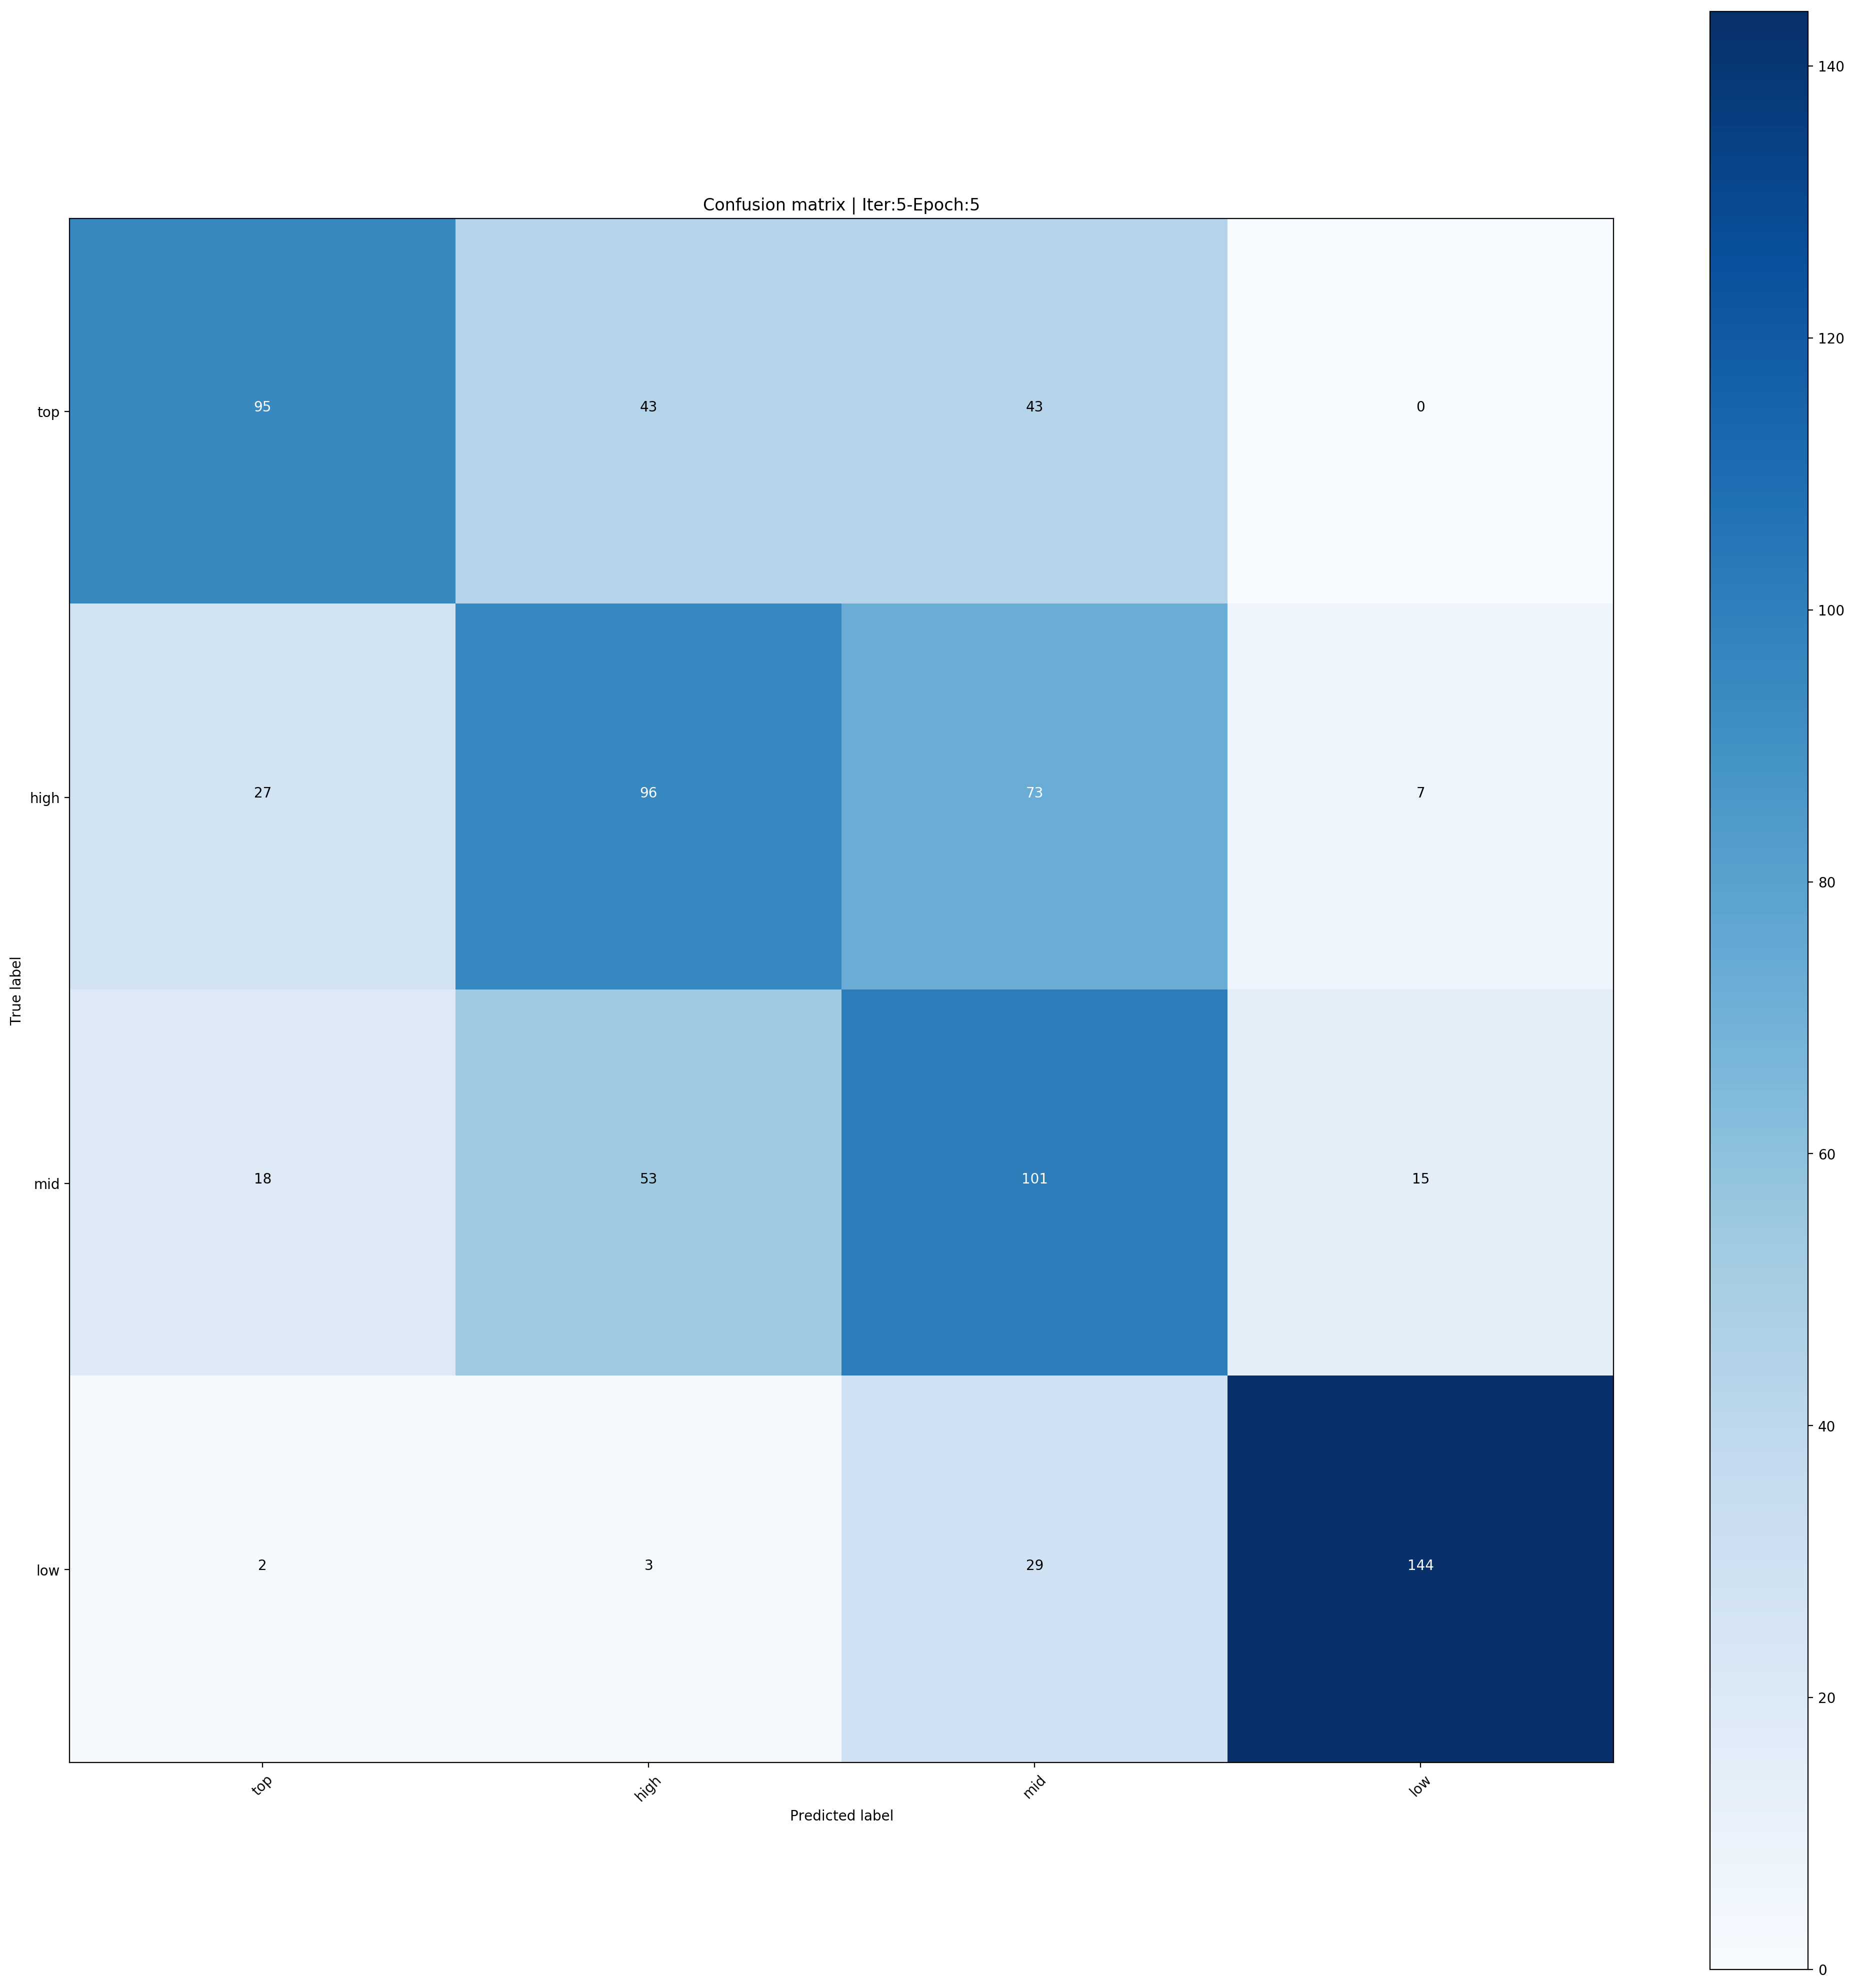 Confusion matrix | Iter:5-Epoch:5
top 95 43 43 0
high 27 96 73 7
mid 18 53 101 15
low 2 3 29 144
True label
top high mid low
Predicted label
140
120
100
80
60
40
20
0